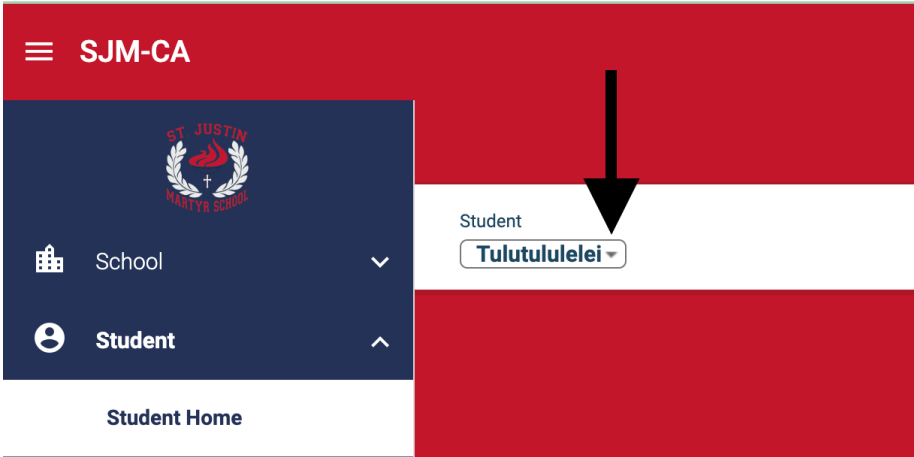 SJM-CA
ST. JUSTIN
MARTYR SCHOOL
School
Student
Student Home
Student
Tulutululelei